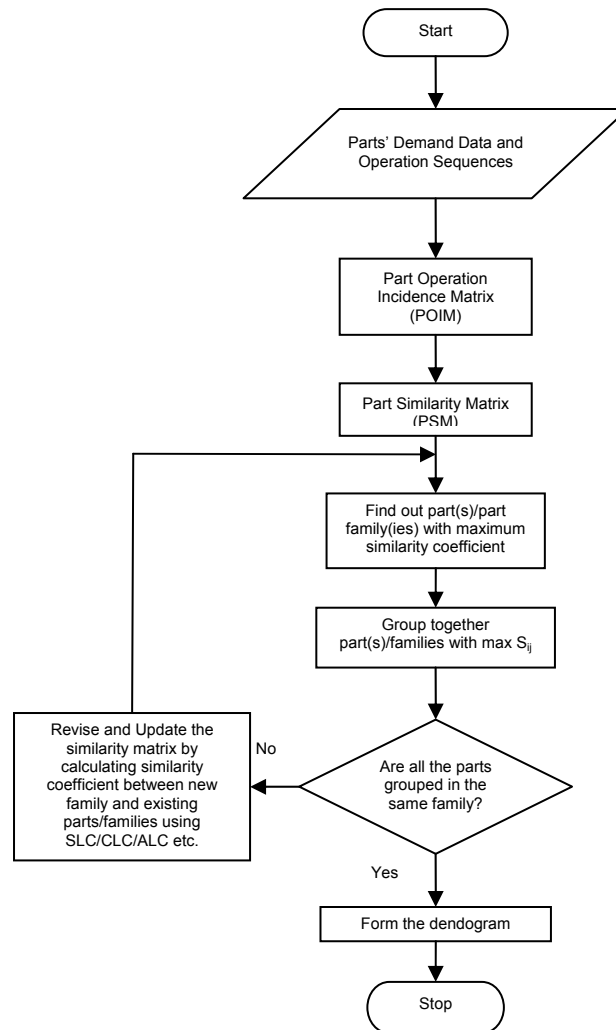 Start
Parts’ Demand Data and
Operation Sequences
Part Operation
Incidence Matrix
(POIM)
Part Similarity Matrix
(PSM)
Find out part(s)/part
family(ies) with maximum
similarity coefficient
Group together
part(s)/families with max Sij
Revise and Update the
similarity matrix by
calculating similarity
coefficient between new
family and existing
parts/families using
SLC/CLC/ALC etc.
No
Are all the parts
grouped in the
same family?
Yes
Form the dendogram
Stop